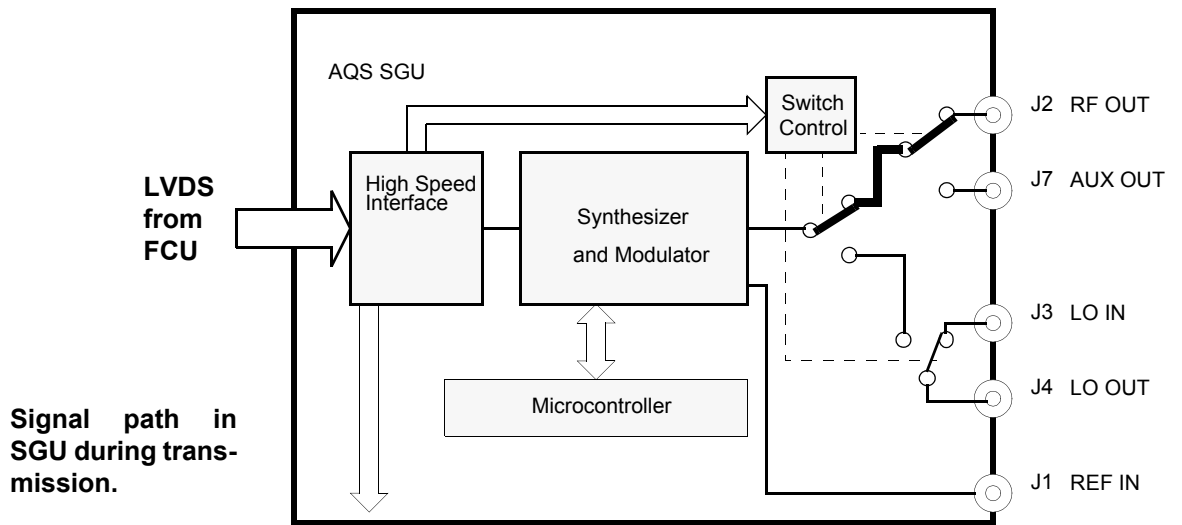 AQS SGU
Switch
Control
J2 RF OUT
J7 AUX OUT
LVDS
from
FCU
High Speed
Interface
Synthesizer
and Modulator
J3 LO IN
J4 LO OUT
Microcontroller
Signal path in
SGU during trans-
mission.
J1 REF IN